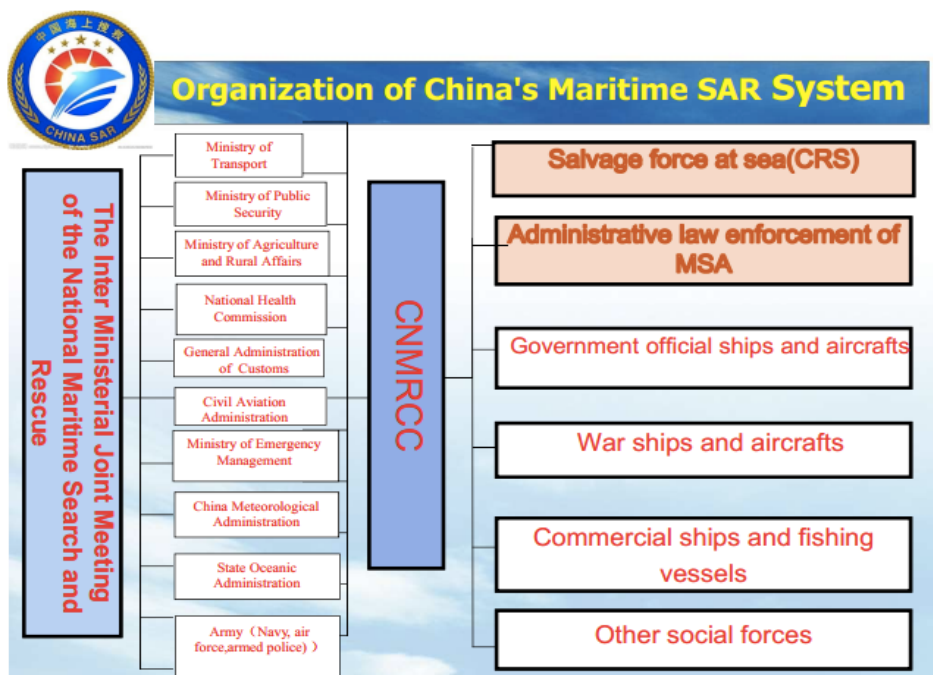 中国海上搜救
CHINA SAR
Organization of China's Maritime SAR System
The Inter Ministerial Joint Meeting
of the National Maritime Search and
Rescue
Ministry of
Transport
Ministry of Public
Security
Ministry of Agriculture
and Rural Affairs
National Health
Commission
General Administration
of Customs
Civil Aviation
Administration
Ministry of Emergency
Management
China Meteorological
Administration
State Oceanic
Administration
Army（Navy, air
force,armed police)）
CNMRCC
Salvage force at sea(CRS)
Administrative law enforcement of
MSA
Government official ships and aircrafts
War ships and aircrafts
Commercial ships and fishing
vessels
Other social forces